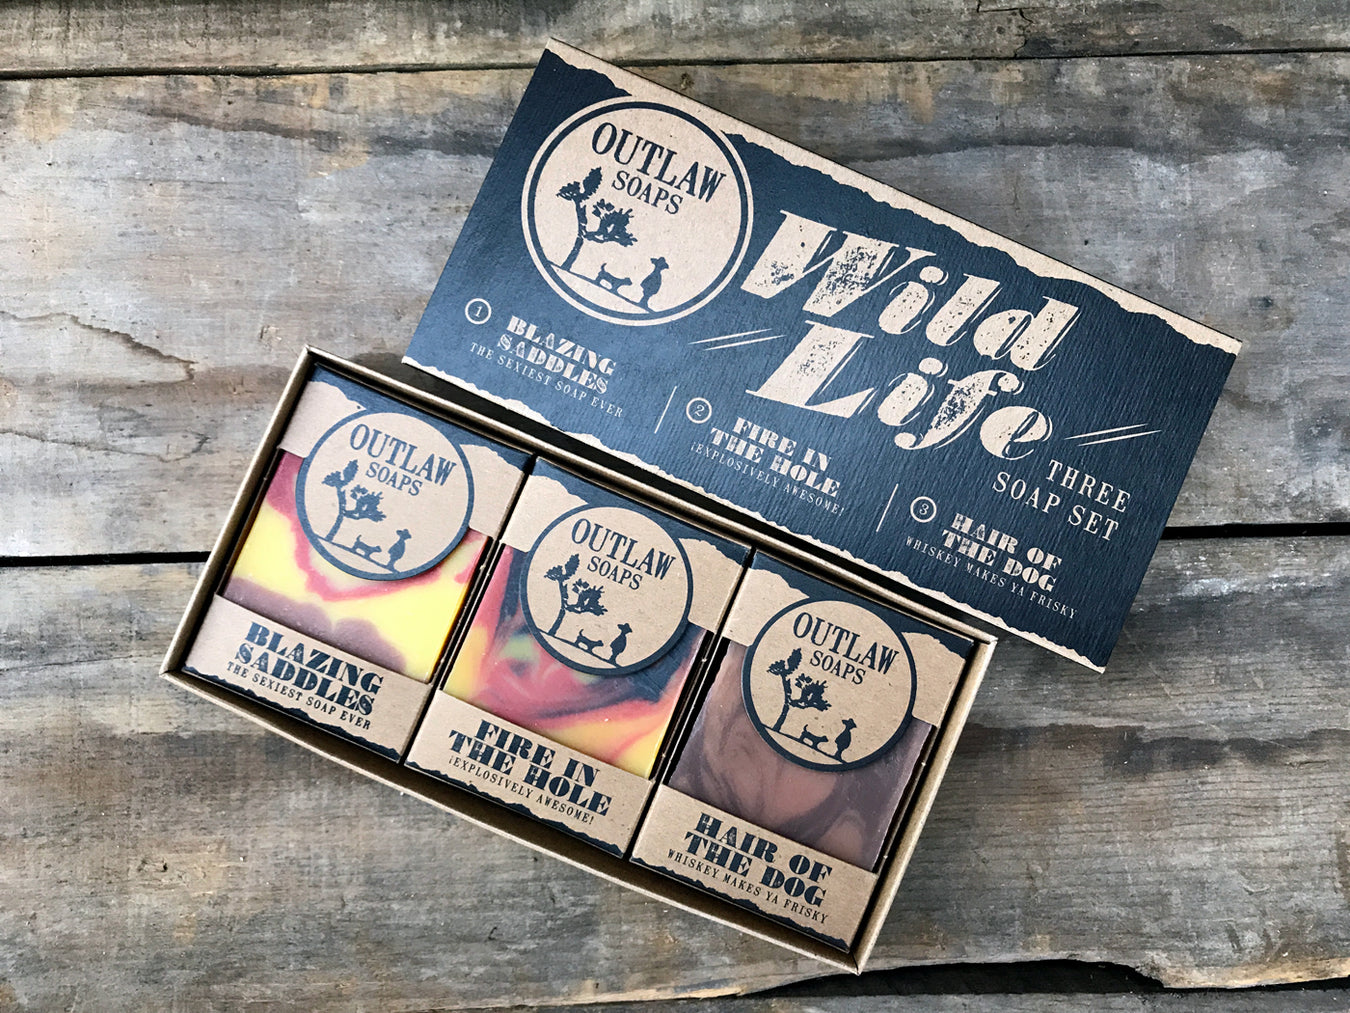 OUTLAW
SOAPS
Wild
Life
THREE
SOAP SET
1
BLAZING
SADDLES
THE SEXIEST SOAP EVER
2
FIRE IN
THE HOLE
¡EXPLOSIVELY AWESOME!
3
HAIR OF
THE DOG
WHISKEY MAKES YA FRISKY
OUTLAW
SOAPS
BLAZING
SADDLES
THE SEXIEST SOAP EVER
OUTLAW
SOAPS
FIRE IN
THE HOLE
¡EXPLOSIVELY AWESOME!
OUTLAW
SOAPS
HAIR OF
THE DOG
WHISKEY MAKES YA FRISKY